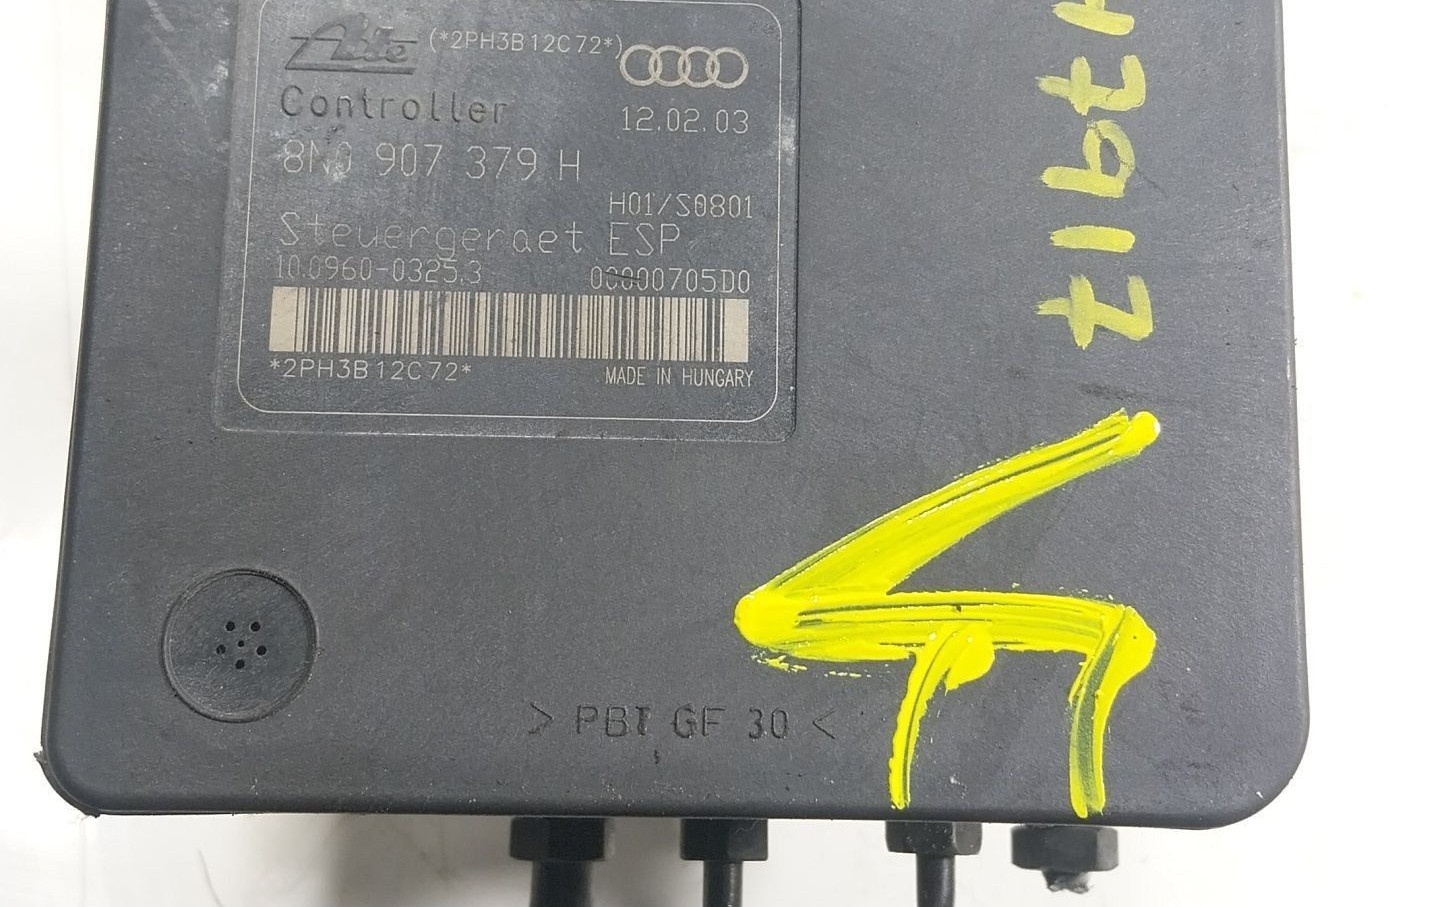 Ate (*2PH3B12C72*)
Controller 12.02.03
8N0 907 379 H
H01/S0801
Steuergeraet ESP
10.0960-0325.3 00000705D0
*2PH3B12C72*
MADE IN HUNGARY
> PBT GF 30 <